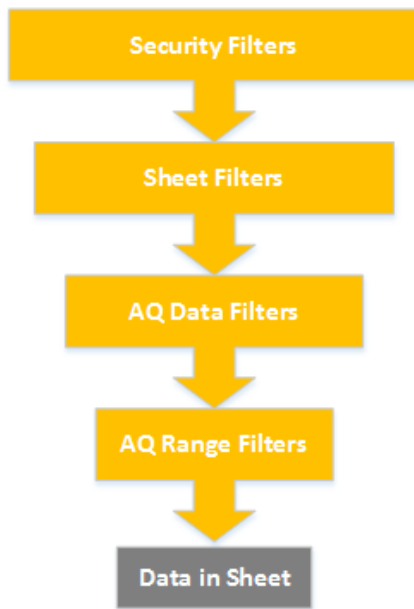 Security Filters
Sheet Filters
AQ Data Filters
AQ Range Filters
Data in Sheet